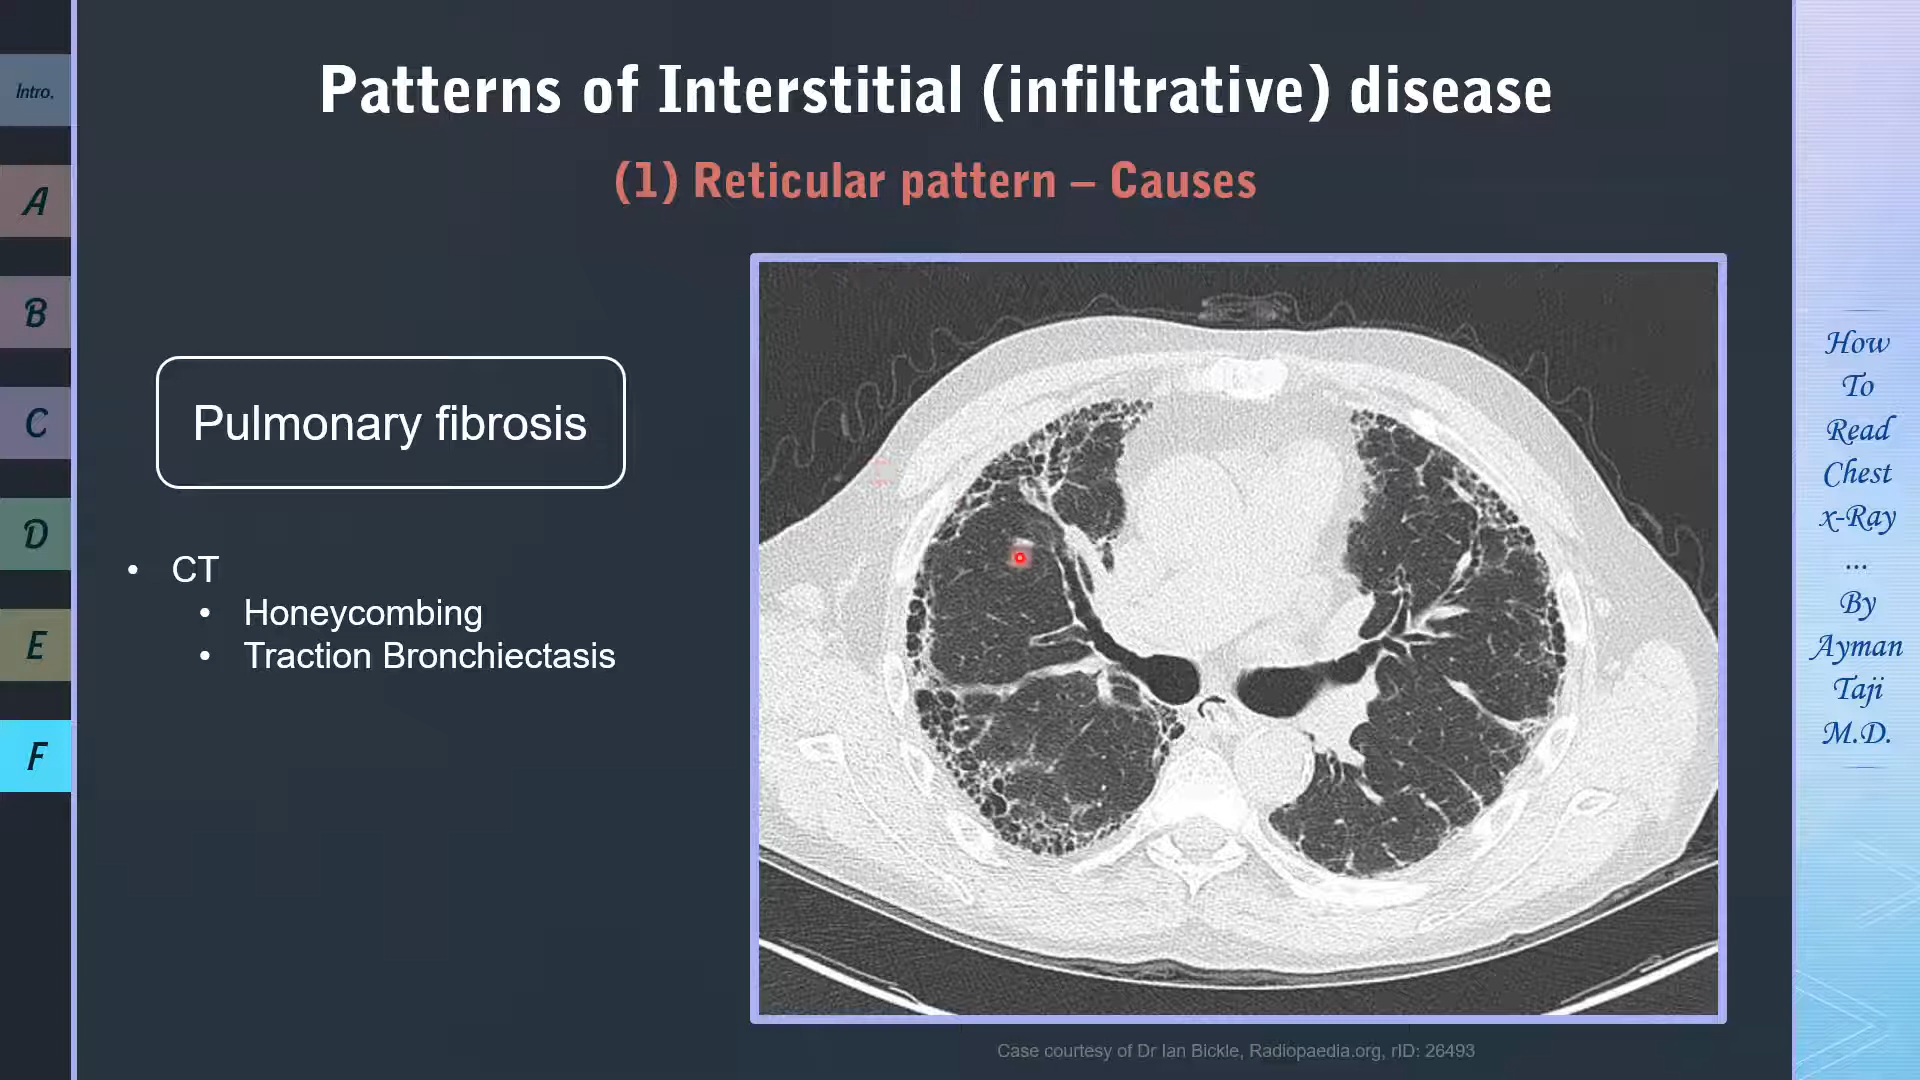 Intro.
A
B
C
D
E
F
Patterns of Interstitial (infiltrative) disease
(1) Reticular pattern – Causes
Pulmonary fibrosis
• CT
• Honeycombing
• Traction Bronchiectasis
Case courtesy of Dr Ian Bickle, Radiopaedia.org, rID: 26493
How
To
Read
Chest
x-Ray
...
By
Ayman
Taji
M.D.